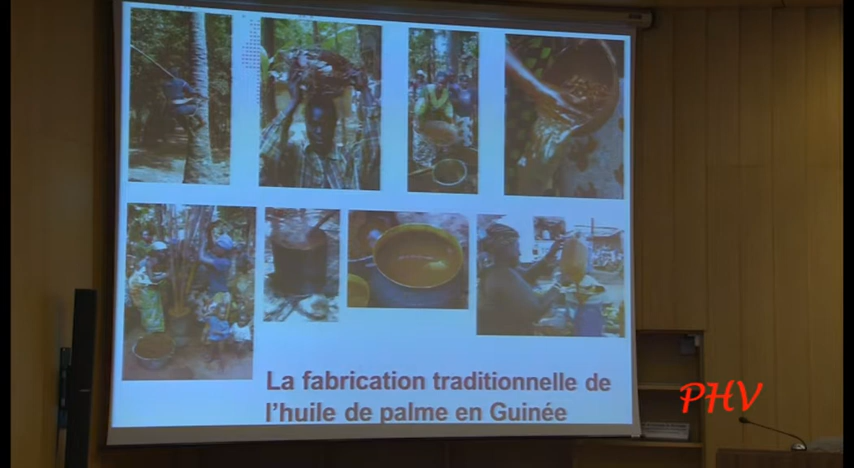 La fabrication traditionnelle de
l'huile de palme en Guinée
PHV